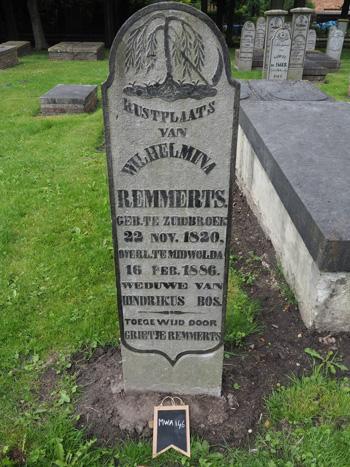 RUSTPLAATS
VAN
WILHELMINA
REMMERTS.
GEB. TE ZUIDBROEK
22 NOV. 1820,
OVERL. TE MIDWOLDA
16 FEB. 1886.
WEDUWE VAN
HINDRIKUS BOS.
TOEGEWIJD DOOR
GRIETJE REMMERTS
MWA 146